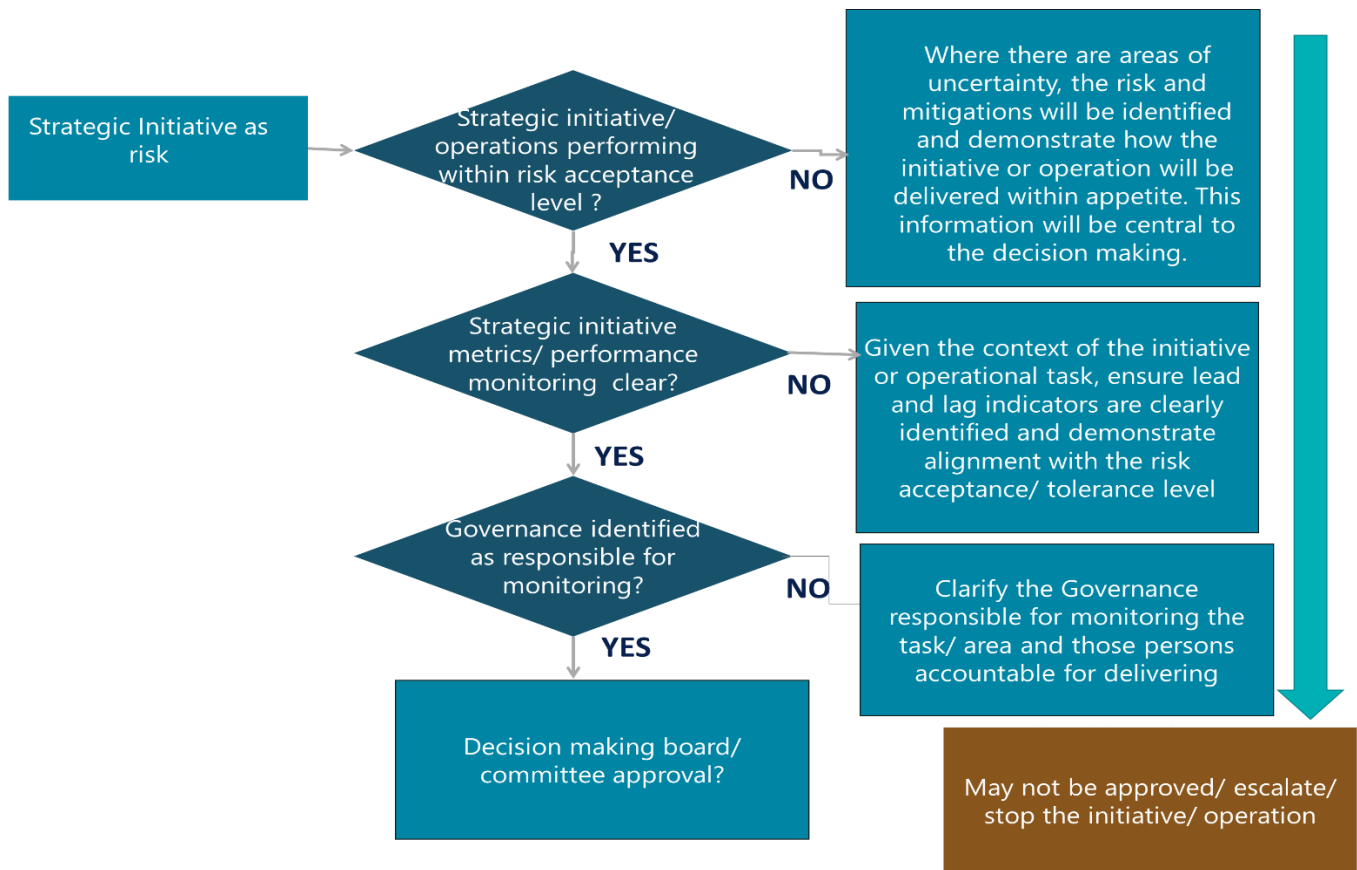 Strategic Initiative as
risk
Strategic initiative/
operations performing
within risk acceptance
level ?
NO
Where there are areas of
uncertainty, the risk and
mitigations will be identified
and demonstrate how the
initiative or operation will be
delivered within appetite. This
information will be central to
the decision making.
YES
Strategic initiative
metrics/ performance
monitoring clear?
NO
Given the context of the initiative
or operational task, ensure lead
and lag indicators are clearly
identified and demonstrate
alignment with the risk
acceptance/ tolerance level
YES
Governance identified
as responsible for
monitoring?
NO
Clarify the Governance
responsible for monitoring the
task/ area and those persons
accountable for delivering
YES
Decision making board/
committee approval?
May not be approved/ escalate/
stop the initiative/ operation